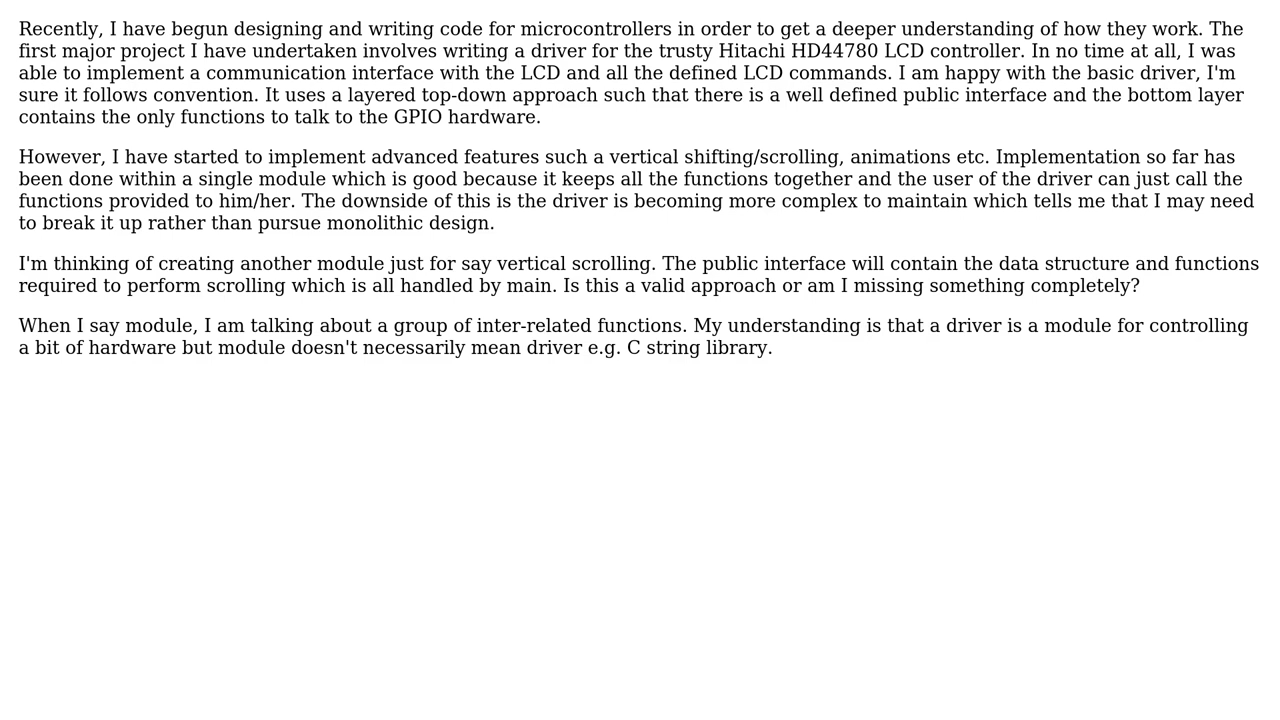 Recently, I have begun designing and writing code for microcontrollers in order to get a deeper understanding of how they work. The
first major project I have undertaken involves writing a driver for the trusty Hitachi HD44780 LCD controller. In no time at all, I was
able to implement a communication interface with the LCD and all the defined LCD commands. I am happy with the basic driver, I'm
sure it follows convention. It uses a layered top-down approach such that there is a well defined public interface and the bottom layer
contains the only functions to talk to the GPIO hardware.
However, I have started to implement advanced features such a vertical shifting/scrolling, animations etc. Implementation so far has
been done within a single module which is good because it keeps all the functions together and the user of the driver can just call the
functions provided to him/her. The downside of this is the driver is becoming more complex to maintain which tells me that I may need
to break it up rather than pursue monolithic design.
I'm thinking of creating another module just for say vertical scrolling. The public interface will contain the data structure and functions
required to perform scrolling which is all handled by main. Is this a valid approach or am I missing something completely?
When I say module, I am talking about a group of inter-related functions. My understanding is that a driver is a module for controlling
a bit of hardware but module doesn't necessarily mean driver e.g. C string library.